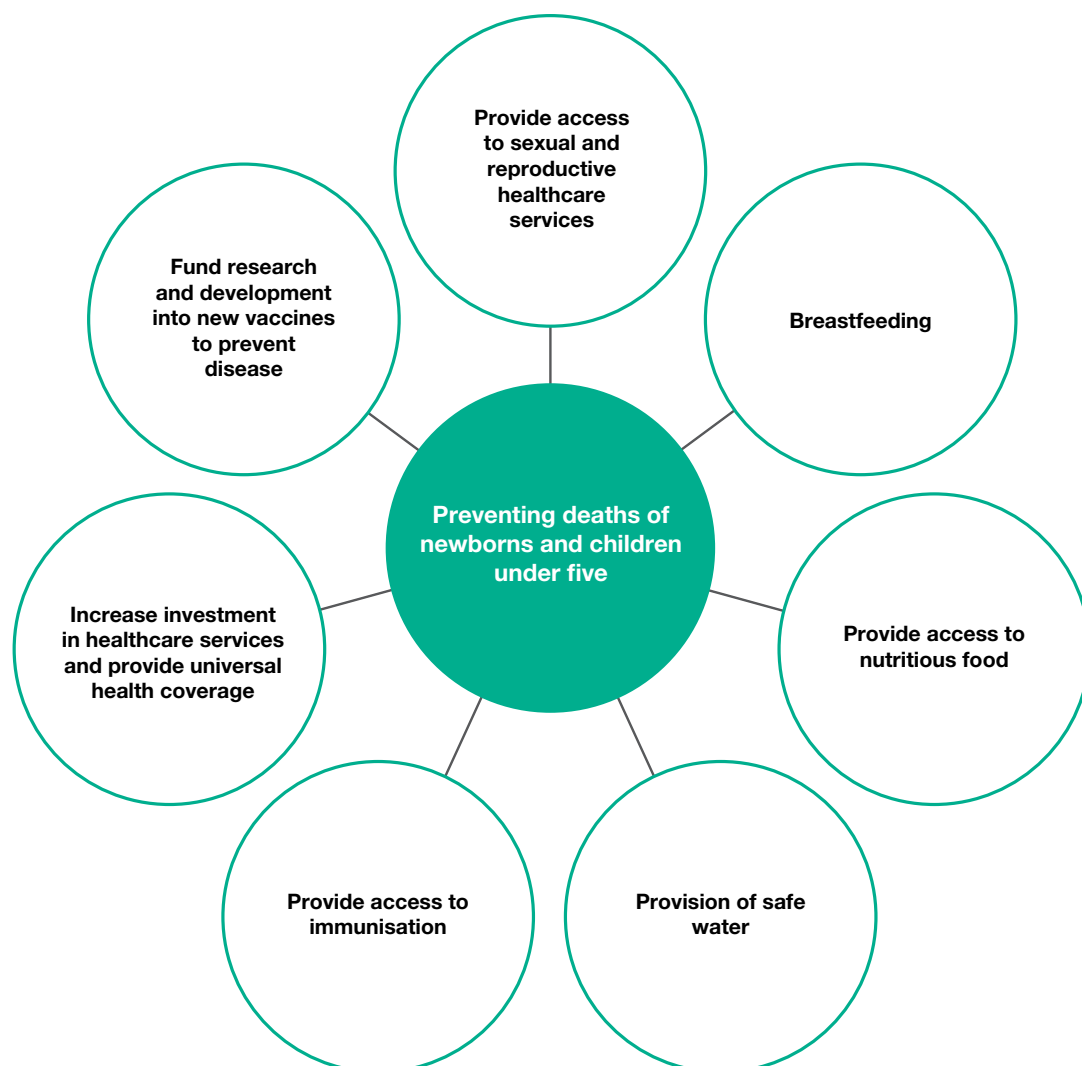 Provide access
to sexual and
reproductive
healthcare
services
Fund research
and development
into new vaccines
to prevent
disease
Breastfeeding
Preventing deaths of
newborns and children
under five
Increase investment
in healthcare services
and provide universal
health coverage
Provide access to
nutritious food
Provide access to
immunisation
Provision of safe
water